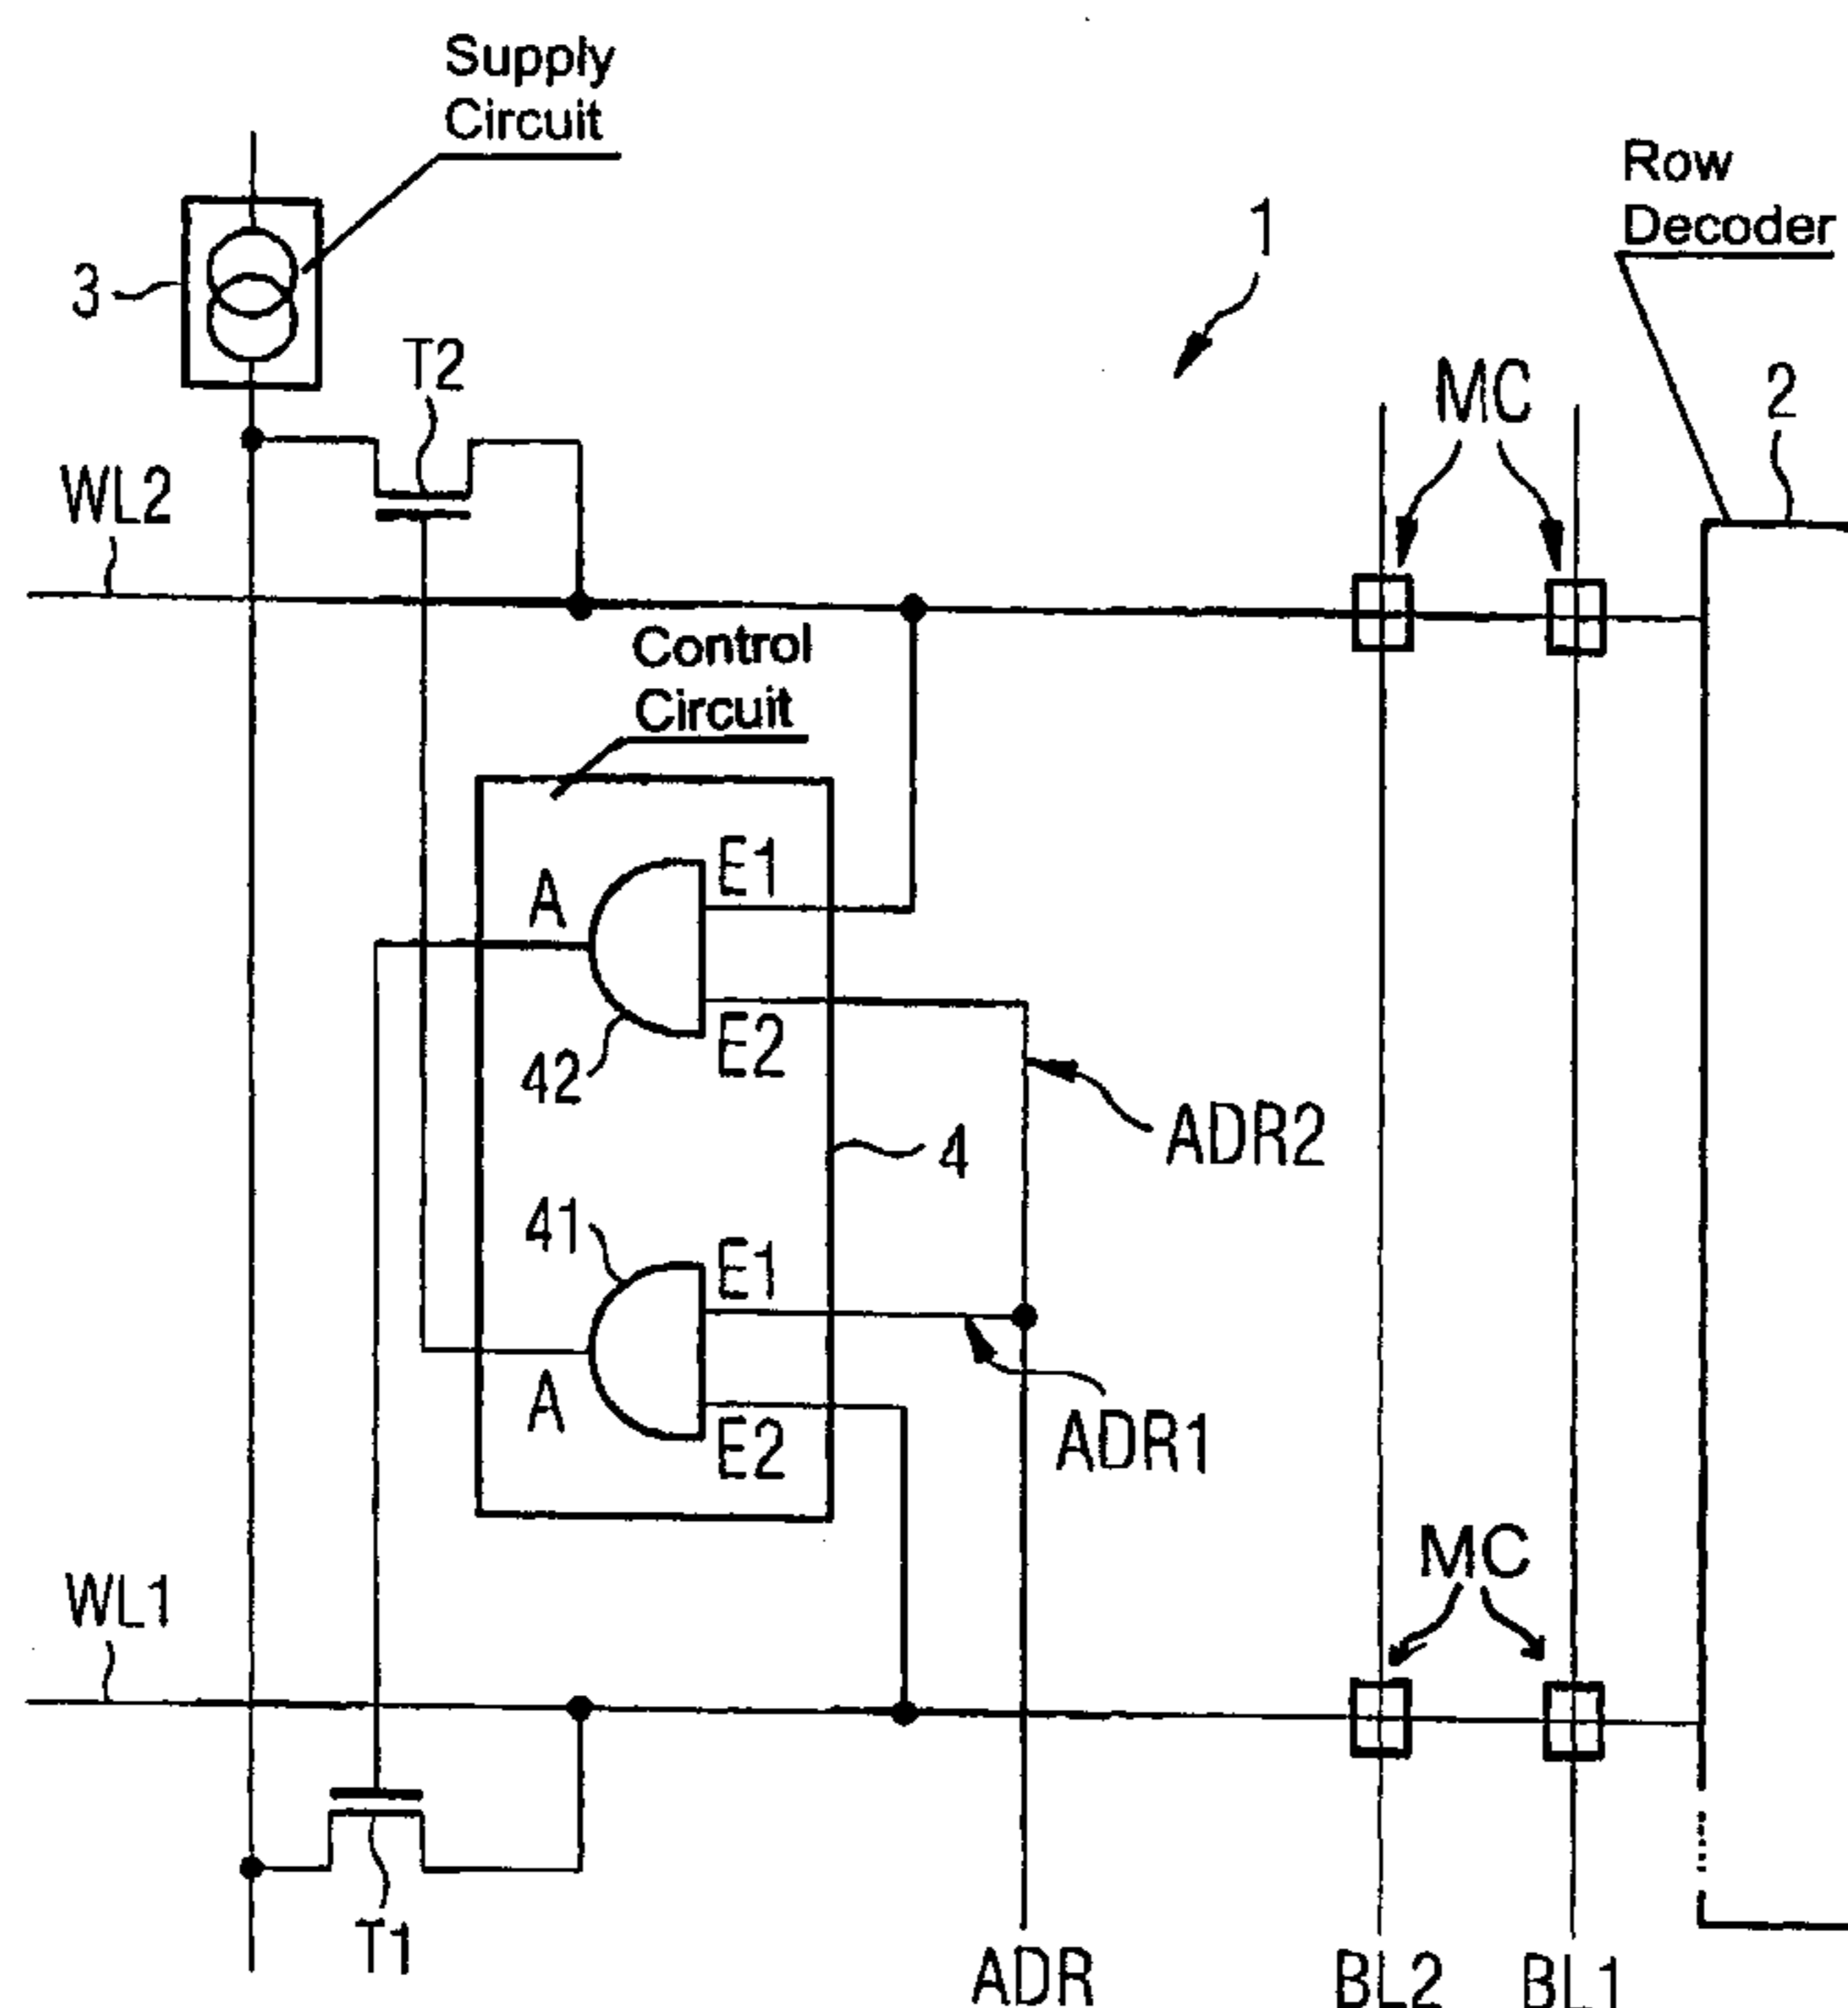 Supply
Circuit
Row
Decoder
1
3
T2
MC
2
WL2
Control
Circuit
E1
A
E2
42
ADR2
4
41
E1
A
ADR1
E2
MC
WL1
T1
ADR
BL2
BL1